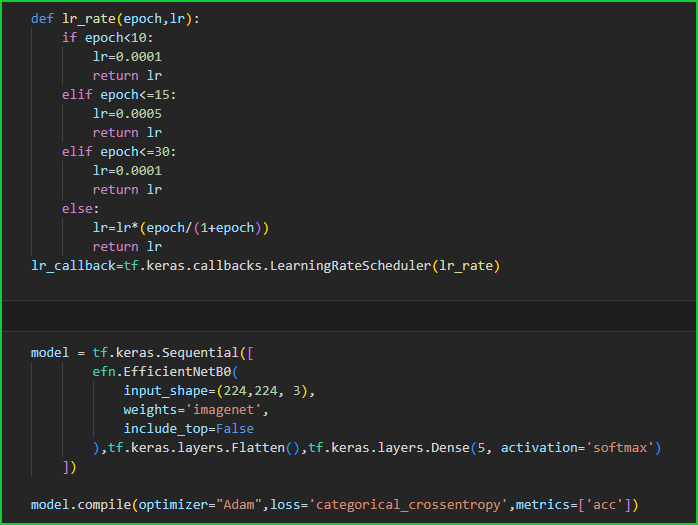 def lr_rate(epoch,lr):
    if epoch<10:
        lr=0.0001
        return lr
    elif epoch<=15:
        lr=0.0005
        return lr
    elif epoch<=30:
        lr=0.0001
        return lr
    else:
        lr=lr*(epoch/(1+epoch))
        return lr
lr_callback=tf.keras.callbacks.LearningRateScheduler(lr_rate)
model = tf.keras.Sequential([
        efn.EfficientNetB0(
            input_shape=(224,224, 3),
            weights='imagenet',
            include_top=False
        ),tf.keras.layers.Flatten(),tf.keras.layers.Dense(5, activation='softmax')
    ])
model.compile(optimizer="Adam",loss='categorical_crossentropy',metrics=['acc'])